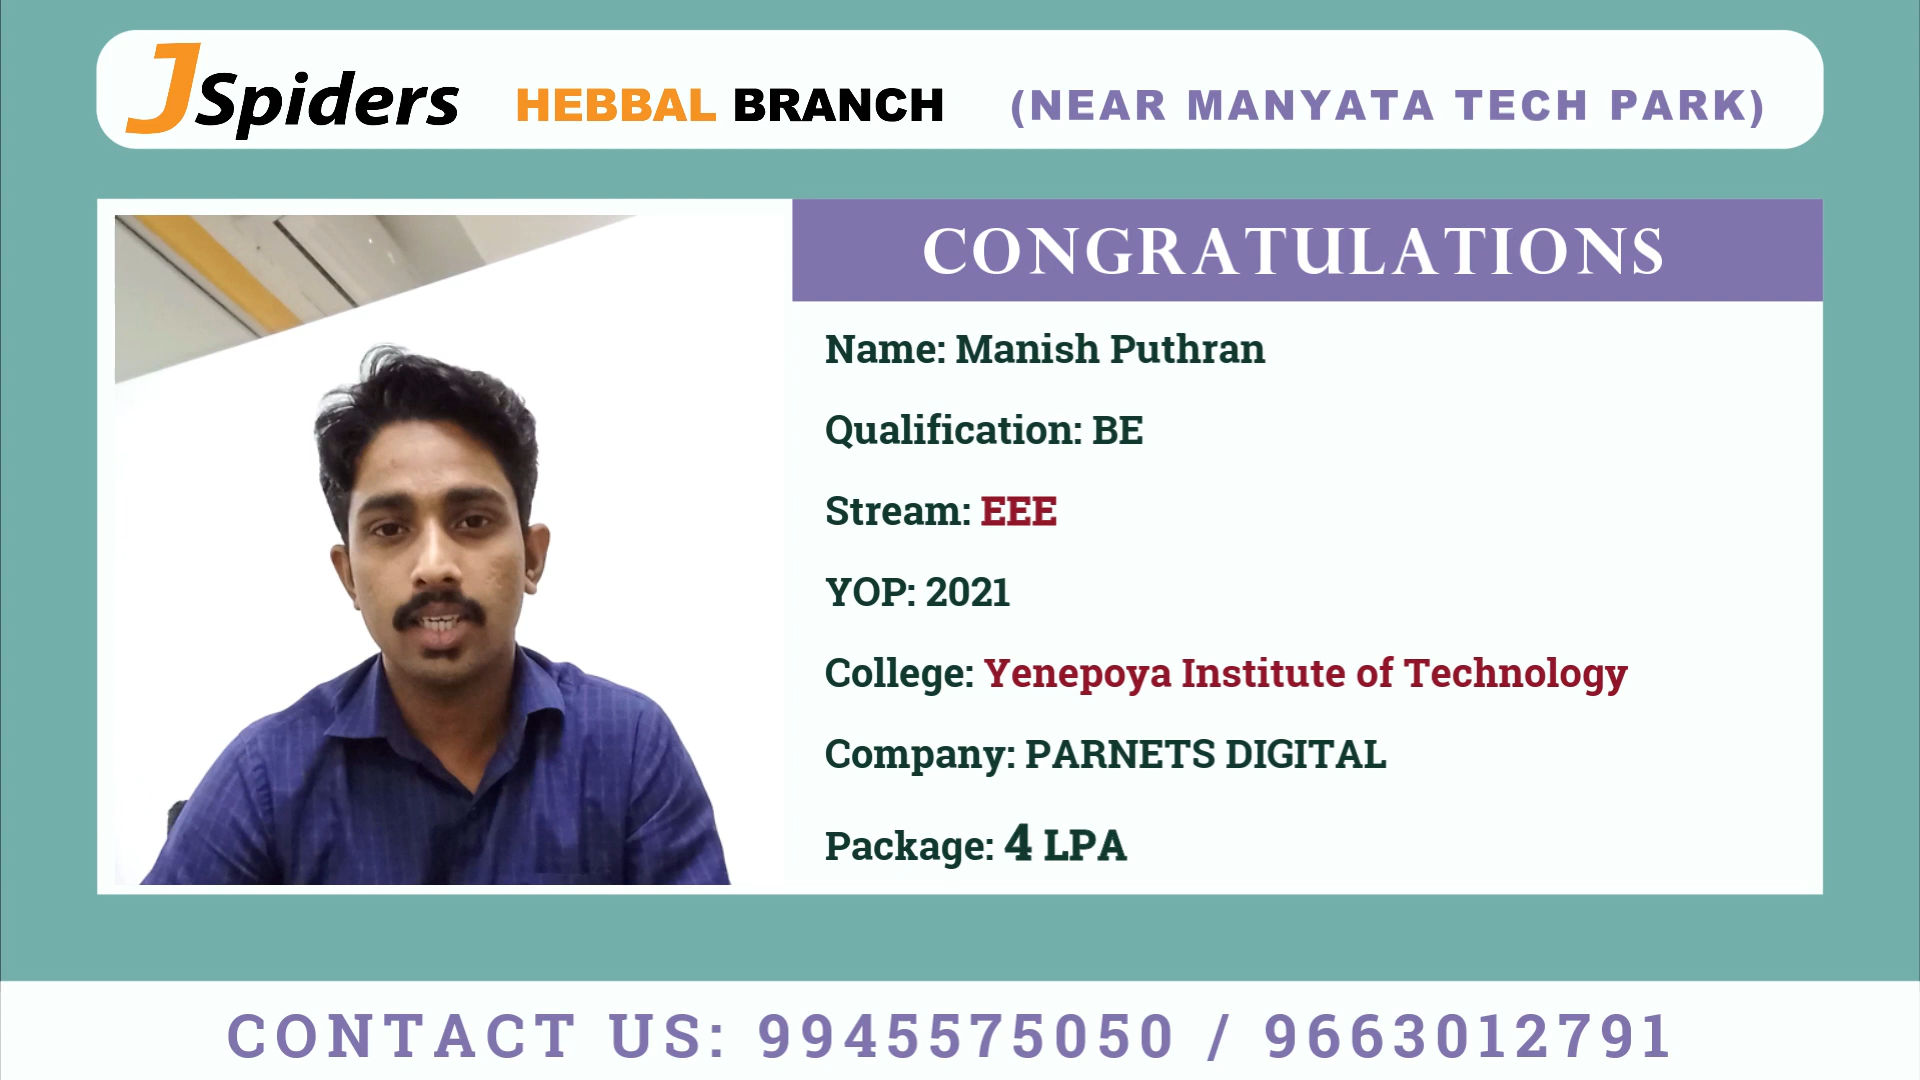 JSpiders HEBBAL BRANCH (NEAR MANYATA TECH PARK)
CONGRATULATIONS
Name: Manish Puthran
Qualification: BE
Stream: EEE
YOP: 2021
College: Yenepoya Institute of Technology
Company: PARNETS DIGITAL
Package: 4 LPA
CONTACT US: 9945575050 / 9663012791